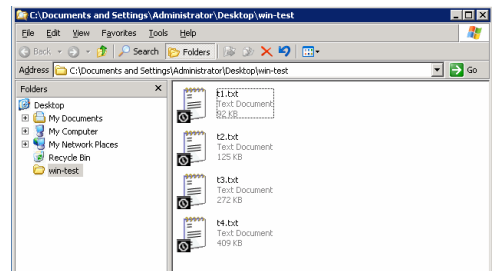 C:\Documents and Settings\Administrator\Desktop\win-test
File Edit View Favorites Tools Help
Back Search Folders
Address C:\Documents and Settings\Administrator\Desktop\win-test Go
Folders
Desktop
My Documents
My Computer
My Network Places
Recycle Bin
win-test
t1.txt
Text Document
92 KB
t2.txt
Text Document
125 KB
t3.txt
Text Document
272 KB
t4.txt
Text Document
409 KB